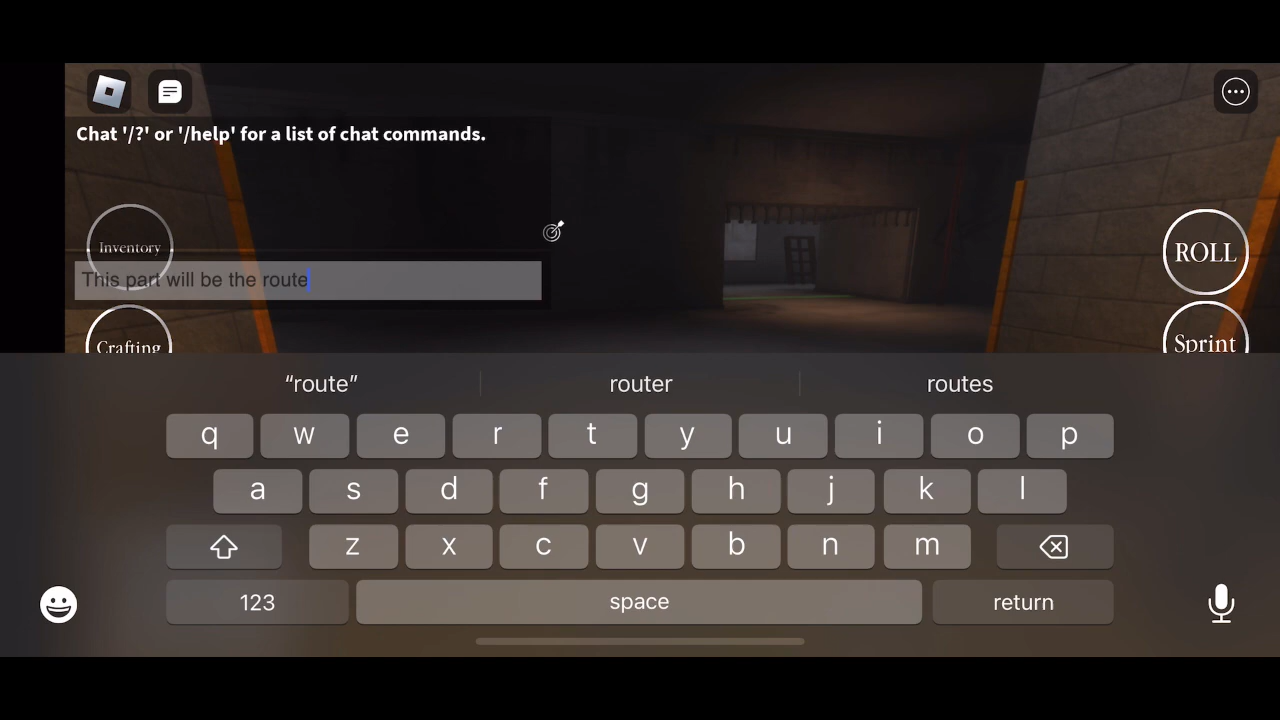 Chat '/?' or '/help' for a list of chat commands.
Inventory
This part will be the route
Crafting
ROLL
Sprint
“route” router routes
q w e r t y u i o p
a s d f g h j k l
z x c v b n m
123 space return